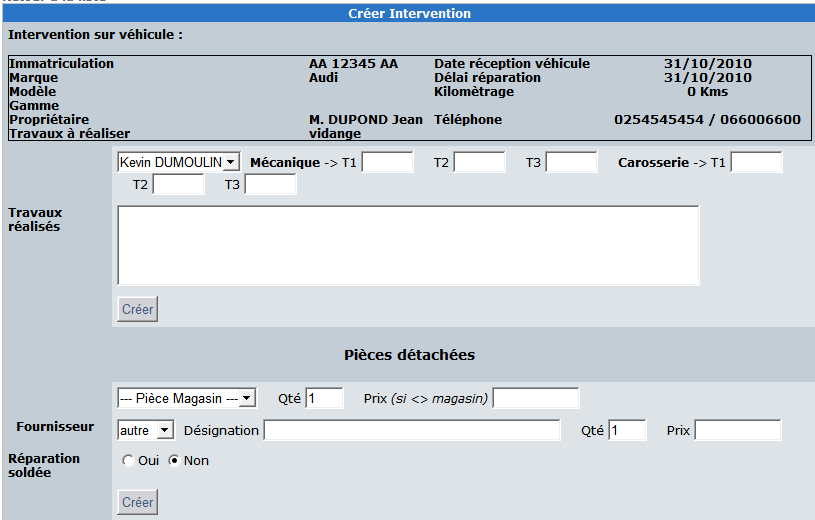 Créer Intervention
Intervention sur véhicule :
Immatriculation AA 12345 AA Date réception véhicule 31/10/2010
Marque Audi Délai réparation 31/10/2010
Modèle Kilomètrage 0 Kms
Gamme
Propriétaire M. DUPOND Jean Téléphone 0254545454 / 066006600
Travaux à réaliser vidange
Kevin DUMOULIN Mécanique -> T1 T2 T3 Carosserie -> T1
T2 T3
Travaux
réalisés
Créer
Pièces détachées
--- Pièce Magasin --- Qté 1 Prix (si <> magasin)
Fournisseur autre Désignation Qté 1 Prix
Réparation
soldée Oui Non
Créer